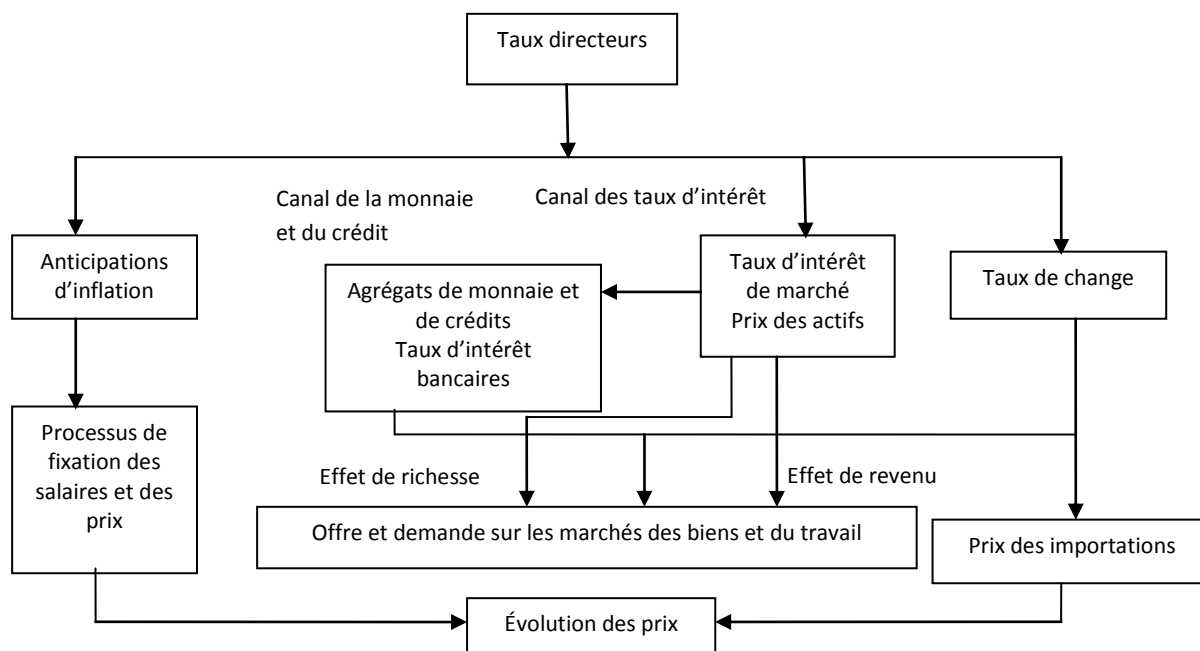 Taux directeurs
Canal de la monnaie
et du crédit
Canal des taux d’intérêt
Anticipations
d’inflation
Agrégats de monnaie et
de crédits
Taux d’intérêt
bancaires
Taux d’intérêt
de marché
Prix des actifs
Taux de change
Processus de
fixation des
salaires et des
prix
Effet de richesse
Effet de revenu
Offre et demande sur les marchés des biens et du travail
Prix des importations
Évolution des prix